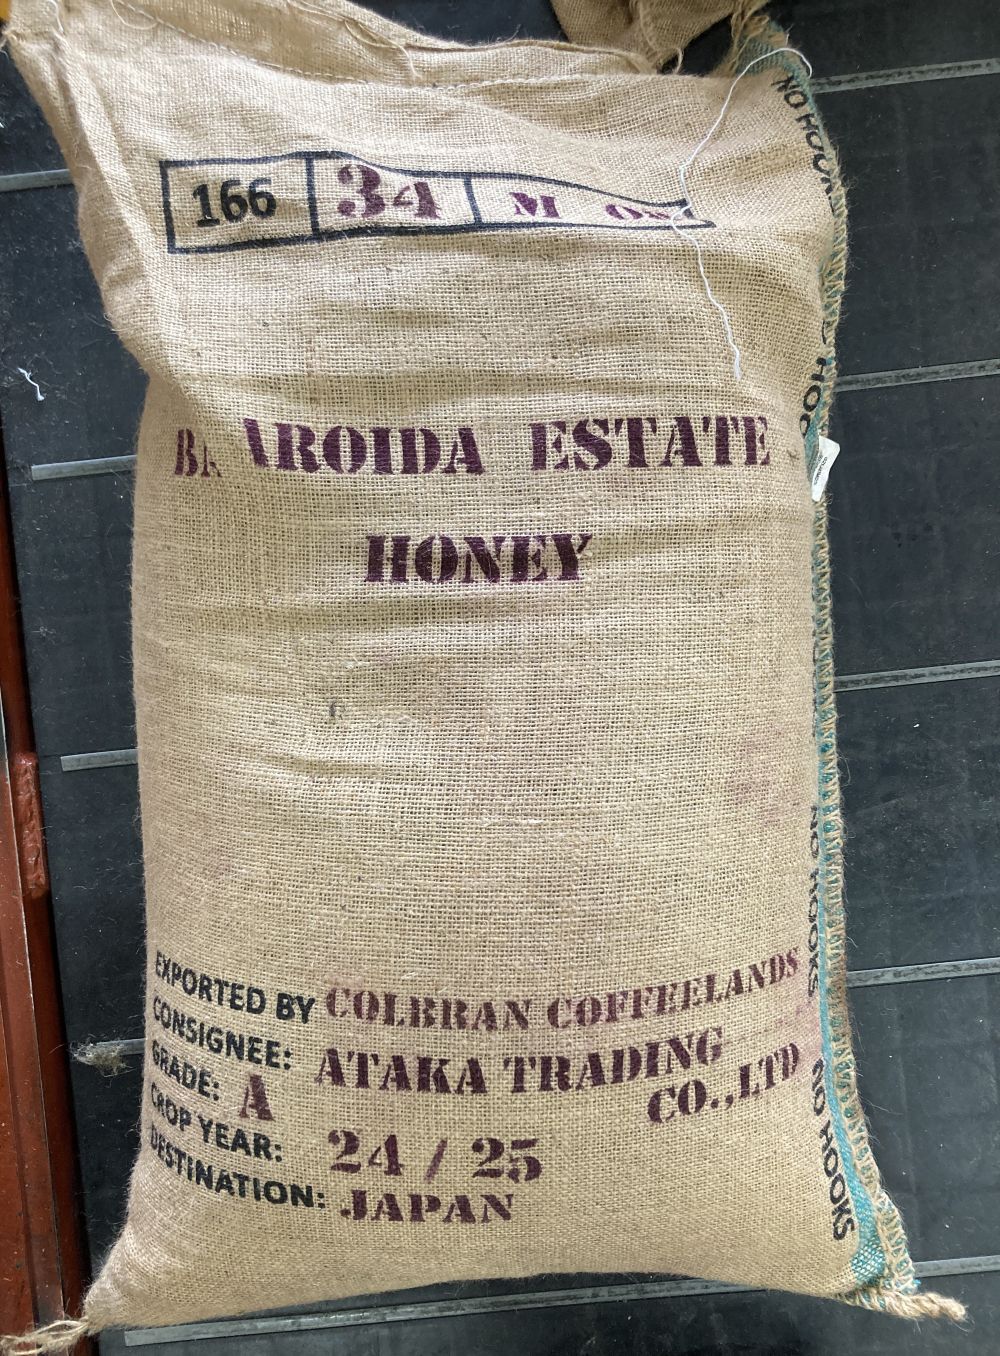 166 34 M
ESTATE
HONEY
EXPORTED BY COLBRAN COFFEELANDS
CONSIGNEE: ATAKA TRADING
CO.,LTD
GRADE: A
CROP YEAR: 24 / 25
DESTINATION: JAPAN
NO HOOKS
NO HOOKS